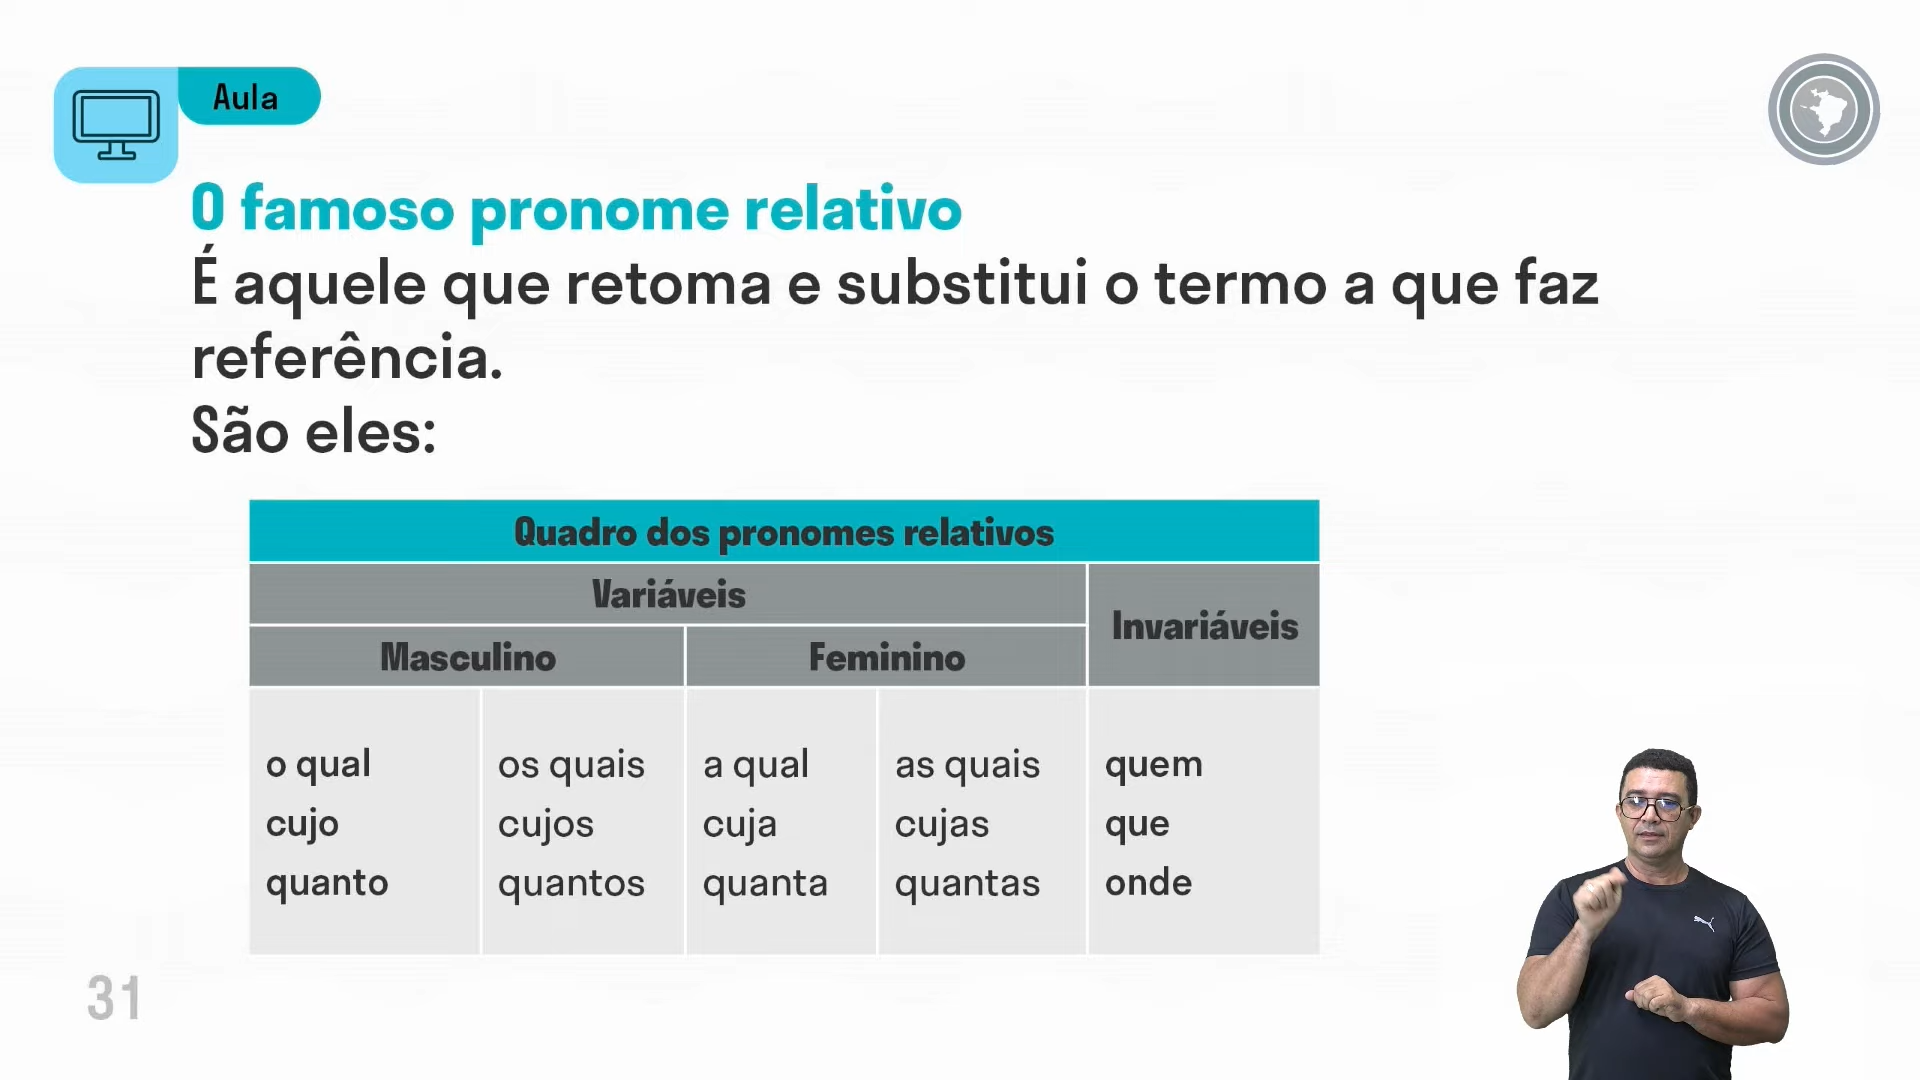 Aula
O famoso pronome relativo
É aquele que retoma e substitui o termo a que faz
referência.
São eles:
Quadro dos pronomes relativos
Variáveis
Invariáveis
Masculino Feminino
o qual os quais a qual as quais quem
cujo cujos cuja cujas que
quanto quantos quanta quantas onde
31